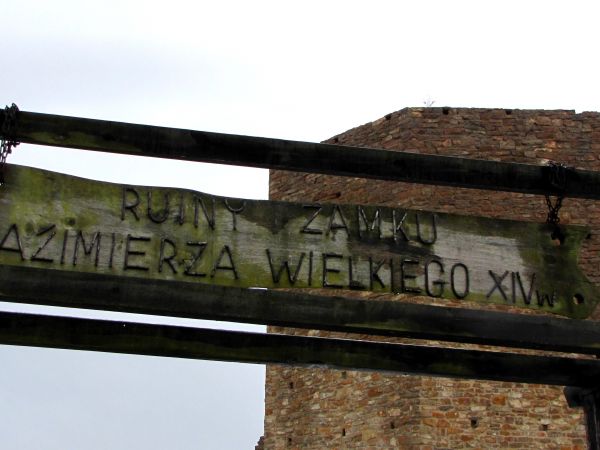 RUINY ZAMKU
AZIMIERZA WIELKIEGO XIVw